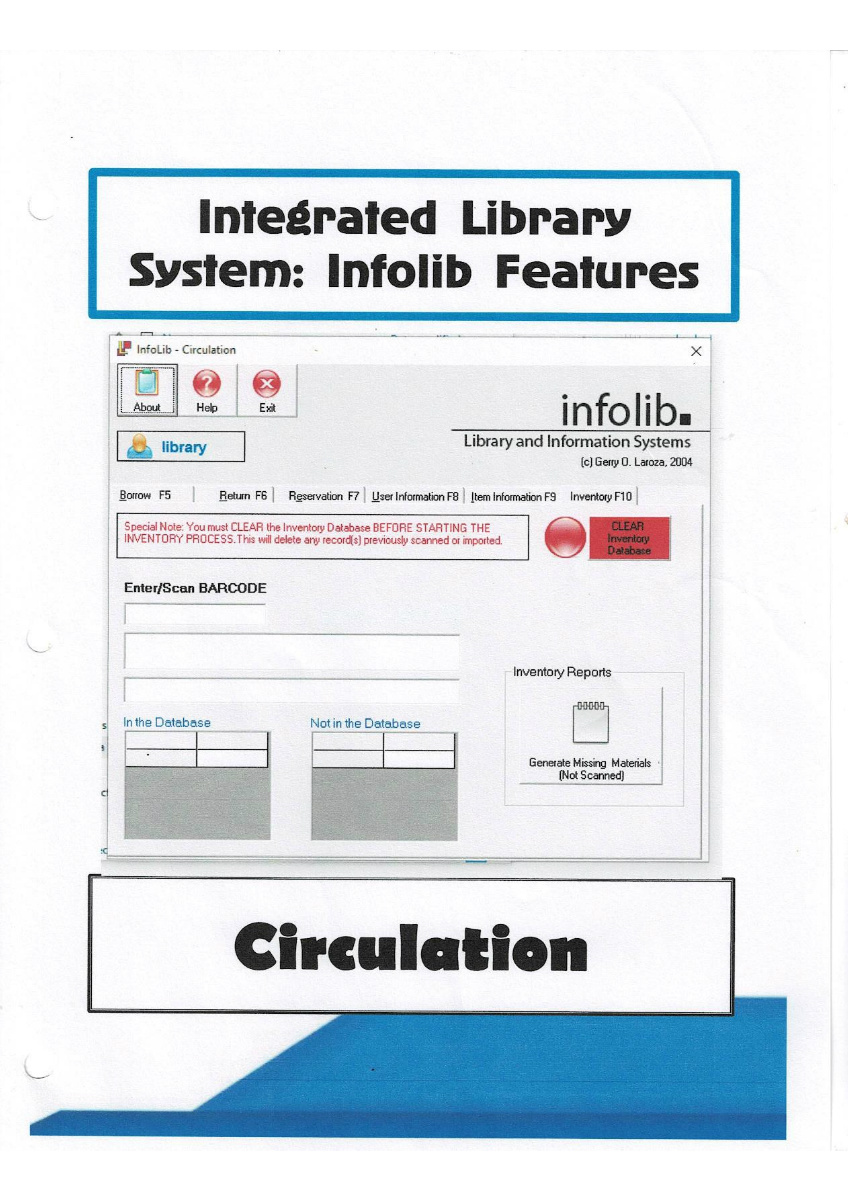 Integrated Library
System: Infolib Features
InfoLib - Circulation
About
Help
Exit
infolib.
Library and Information Systems
(c) Gerry O. Laroza, 2004
library
Borrow F5
Return F6
Reservation F7
User Information F8
Item Information F9
Inventory F10
Special Note: You must CLEAR the Inventory Database BEFORE STARTING THE
INVENTORY PROCESS.This will delete any record(s) previously scanned or imported.
CLEAR
Inventory
Database
Enter/Scan BARCODE
Inventory Reports
In the Database
Not in the Database
Generate Missing Materials
(Not Scanned)
Circulation